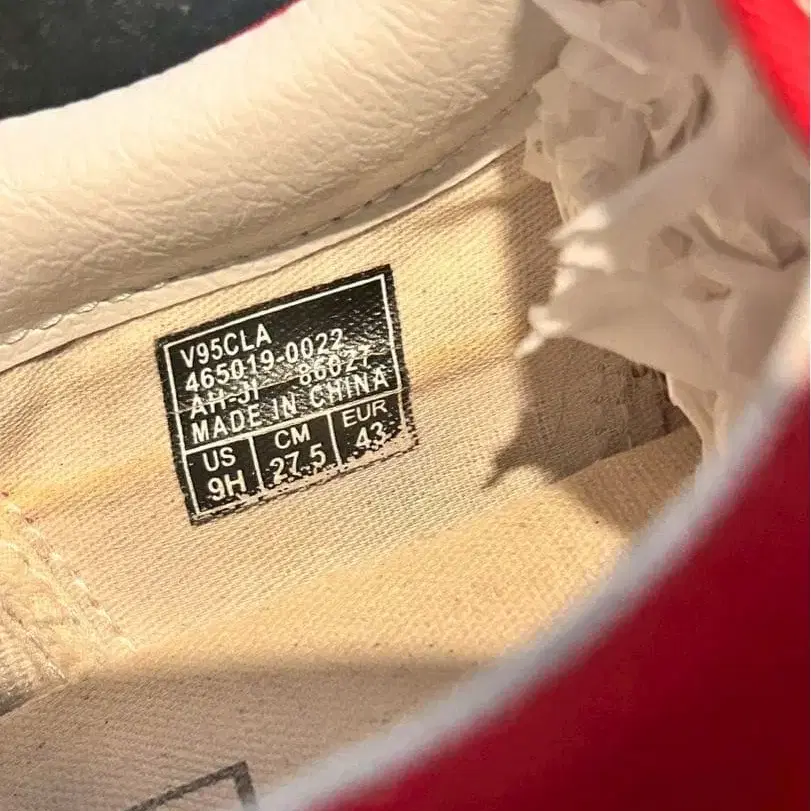 V95CLA
465019-0022
AH-JI 86027
MADE IN CHINA
US CM EUR
9H 27.5 43